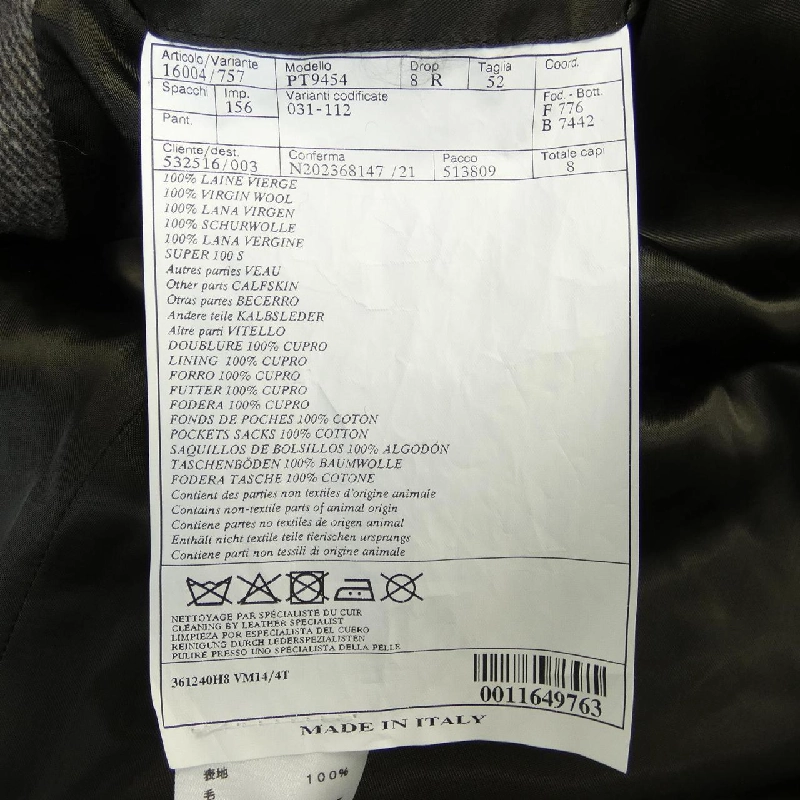 Articolo/Variante Modello Drop Taglia Coord.
16004/757 PT9454 8 R 52
Spacchi Imp. Varianti codificate Fod. - Bott.
156 031-112 F 776
Pant. B 7442
Cliente/dest. Conferma Pacco Totale capi
532516/003 N202368147 /21 513809 8
100% LAINE VIERGE
100% VIRGIN WOOL
100% LANA VIRGEN
100% SCHURWOLLE
100% LANA VERGINE
SUPER 100 S
Autres parties VEAU
Other parts CALFSKIN
Otras partes BECERRO
Andere teile KALBSLEDER
Altre parti VITELLO
DOUBLURE 100% CUPRO
LINING 100% CUPRO
FORRO 100% CUPRO
FUTTER 100% CUPRO
FODERA 100% CUPRO
FONDS DE POCHES 100% COTON
POCKETS SACKS 100% COTTON
SAQUILLOS DE BOLSILLOS 100% ALGODÓN
TASCHENBÖDEN 100% BAUMWOLLE
FODERA TASCHE 100% COTONE
Contient des parties non textiles d'origine animale
Contains non-textile parts of animal origin
Contiene partes no textiles de origen animal
Enthält nicht textile teile tierischen ursprungs
Contiene parti non tessili di origine animale
NETTOYAGE PAR SPÉCIALISTE DU CUIR
CLEANING BY LEATHER SPECIALIST
LIMPIEZA POR ESPECIALISTA DEL CUERO
REINIGUNG DURCH LEDERSPEZIALISTEN
PULIRE PRESSO UNO SPECIALISTA DELLA PELLE
361240H8 VM14/4T
0011649763
MADE IN ITALY
表地 100%
毛